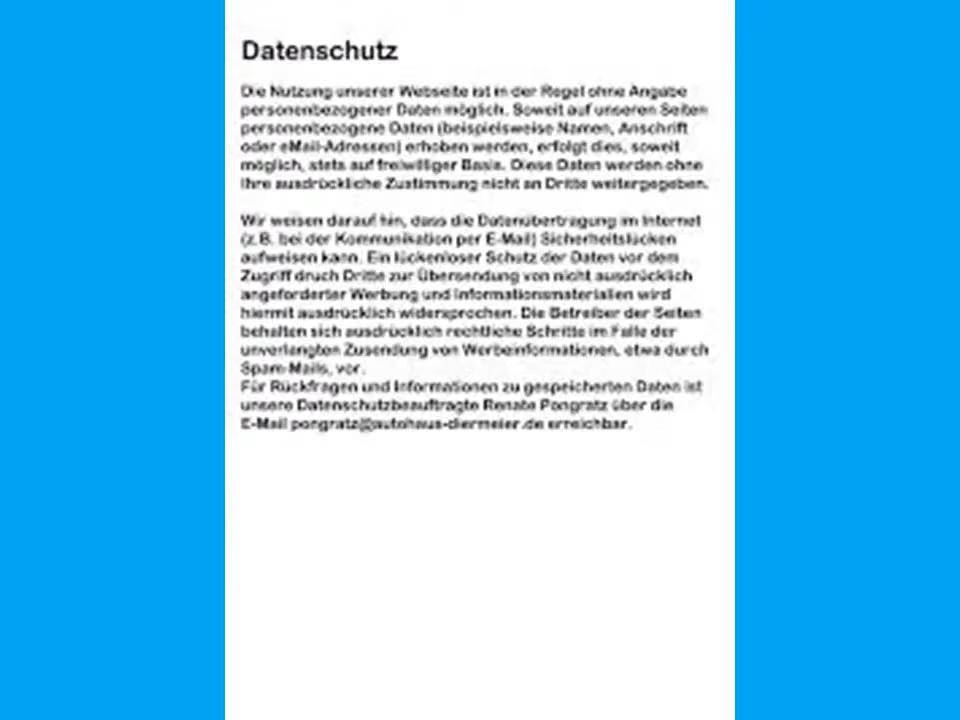 Datenschutz
Die Nutzung unserer Webseite ist in der Regel ohne Angabe
personenbezogener Daten möglich. Soweit auf unseren Seiten
personenbezogene Daten (beispielsweise Namen, Anschrift
oder eMail-Adressen) erhoben werden, erfolgt dies, soweit
möglich, stets auf freiwilliger Basis. Diese Daten werden ohne
Ihre ausdrückliche Zustimmung nicht an Dritte weitergegeben.
Wir weisen darauf hin, dass die Datenübertragung im Internet
(z.B. bei der Kommunikation per E-Mail) Sicherheitslücken
aufweisen kann. Ein lückenloser Schutz der Daten vor dem
Zugriff druch Dritte zur Übersendung von nicht ausdrücklich
angeforderter Werbung und Informationsmaterialien wird
hiermit ausdrücklich widersprochen. Die Betreiber der Seiten
behalten sich ausdrücklich rechtliche Schritte im Falle der
unverlangten Zusendung von Werbeinformationen, etwa durch
Spam-Mails, vor.
Für Rückfragen und Informationen zu gespeicherten Daten ist
unsere Datenschutzbeauftragte Renate Pongratz über die
E-Mail pongratz@autohaus-diermeier.de erreichbar.